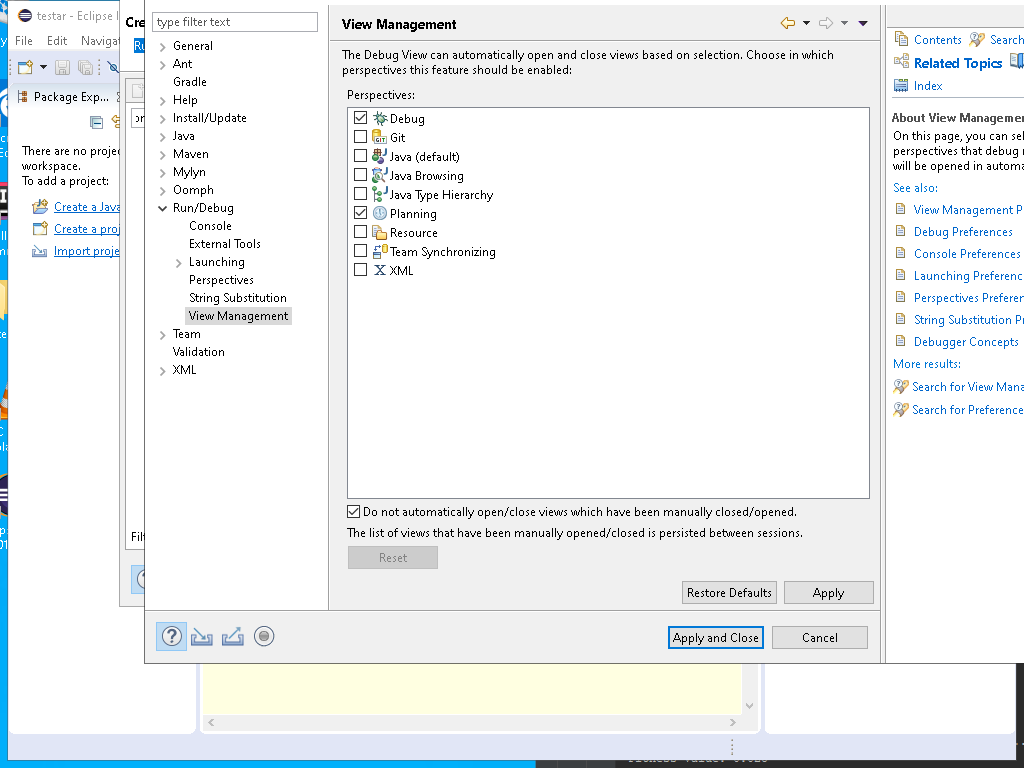 testar - Eclipse
Cre
File Edit Naviga
Ru
Package Exp...
There are no proje
workspace.
To add a project:
Create a Java
Create a proj
Import proje
Filt
type filter text
General
Ant
Gradle
Help
Install/Update
Java
Maven
Mylyn
Oomph
Run/Debug
Console
External Tools
Launching
Perspectives
String Substitution
View Management
Team
Validation
XML
View Management
The Debug View can automatically open and close views based on selection. Choose in which
perspectives this feature should be enabled:
Perspectives:
Debug
Git
Java (default)
Java Browsing
Java Type Hierarchy
Planning
Resource
Team Synchronizing
XML
Do not automatically open/close views which have been manually closed/opened.
The list of views that have been manually opened/closed is persisted between sessions.
Reset
Restore Defaults Apply
Apply and Close Cancel
Contents Search
Related Topics
Index
About View Managemen
On this page, you can sel
perspectives that debug
will be opened in automa
See also:
View Management P
Debug Preferences
Console Preferences
Launching Preferenc
Perspectives Preferer
String Substitution Pr
Debugger Concepts
More results:
Search for View Mana
Search for Preference